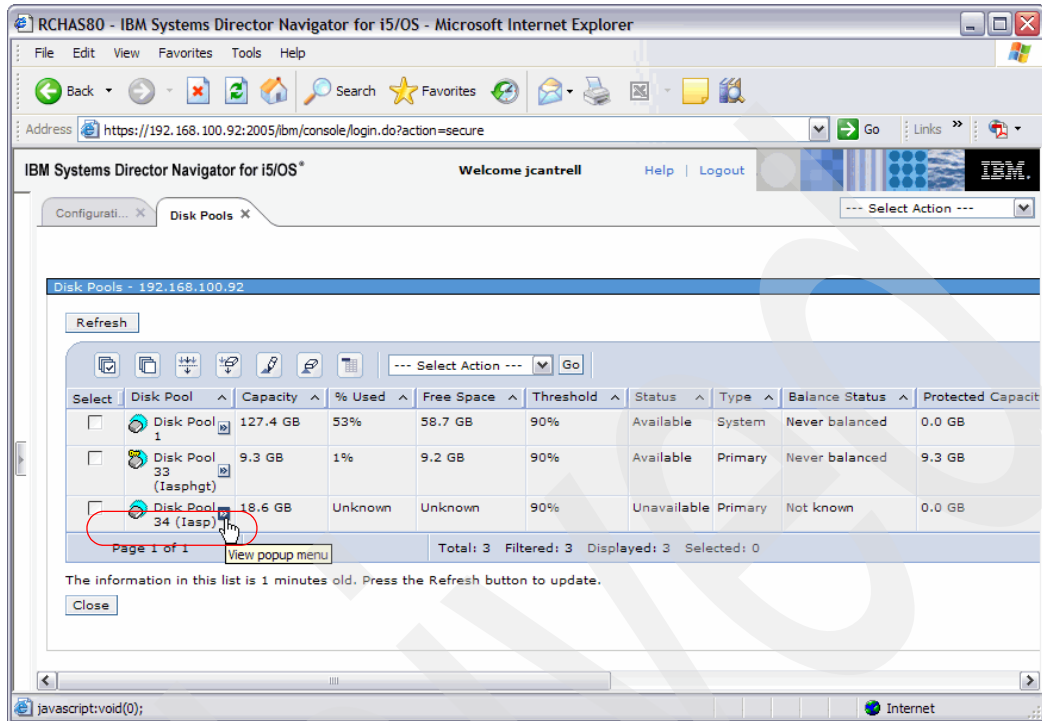 RCHAS80 - IBM Systems Director Navigator for i5/OS - Microsoft Internet Explorer
File Edit View Favorites Tools Help
Back Search Favorites
Address https://192.168.100.92:2005/ibm/console/login.do?action=secure Go Links »
IBM Systems Director Navigator for i5/OS® Welcome jcantrell Help | Logout IBM.
Configurati... × Disk Pools × --- Select Action ---
Disk Pools - 192.168.100.92
Refresh
--- Select Action --- Go
Select Disk Pool Capacity % Used Free Space Threshold Status Type Balance Status Protected Capacit
Disk Pool 127.4 GB 53% 58.7 GB 90% Available System Never balanced 0.0 GB
1
Disk Pool 9.3 GB 1% 9.2 GB 90% Available Primary Never balanced 9.3 GB
33
(Iasphgt)
Disk Pool 18.6 GB Unknown Unknown 90% Unavailable Primary Not known 0.0 GB
34 (Iasp)
Page 1 of 1 Total: 3 Filtered: 3 Displayed: 3 Selected: 0
View popup menu
The information in this list is 1 minutes old. Press the Refresh button to update.
Close
javascript:void(0); Internet